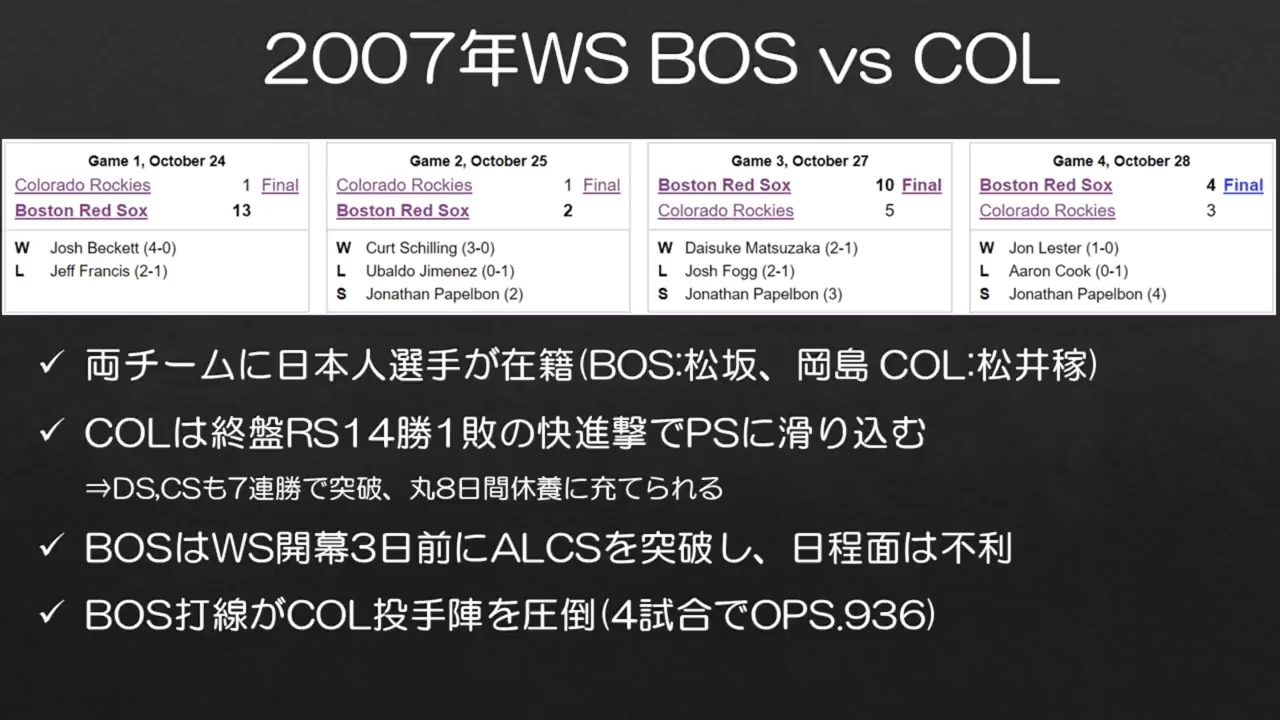 2007年WS BOS vs COL
Game 1, October 24
Colorado Rockies 1 Final
Boston Red Sox 13
W Josh Beckett (4-0)
L Jeff Francis (2-1)
Game 2, October 25
Colorado Rockies 1 Final
Boston Red Sox 2
W Curt Schilling (3-0)
L Ubaldo Jimenez (0-1)
S Jonathan Papelbon (2)
Game 3, October 27
Boston Red Sox 10 Final
Colorado Rockies 5
W Daisuke Matsuzaka (2-1)
L Josh Fogg (2-1)
S Jonathan Papelbon (3)
Game 4, October 28
Boston Red Sox 4 Final
Colorado Rockies 3
W Jon Lester (1-0)
L Aaron Cook (0-1)
S Jonathan Papelbon (4)
✓ 両チームに日本人選手が在籍(BOS:松坂、岡島 COL:松井稼)
✓ COLは終盤RS14勝1敗の快進撃でPSに滑り込む
⇒DS,CSも7連勝で突破、丸8日間休養に充てられる
✓ BOSはWS開幕3日前にALCSを突破し、日程面は不利
✓ BOS打線がCOL投手陣を圧倒(4試合でOPS.936)